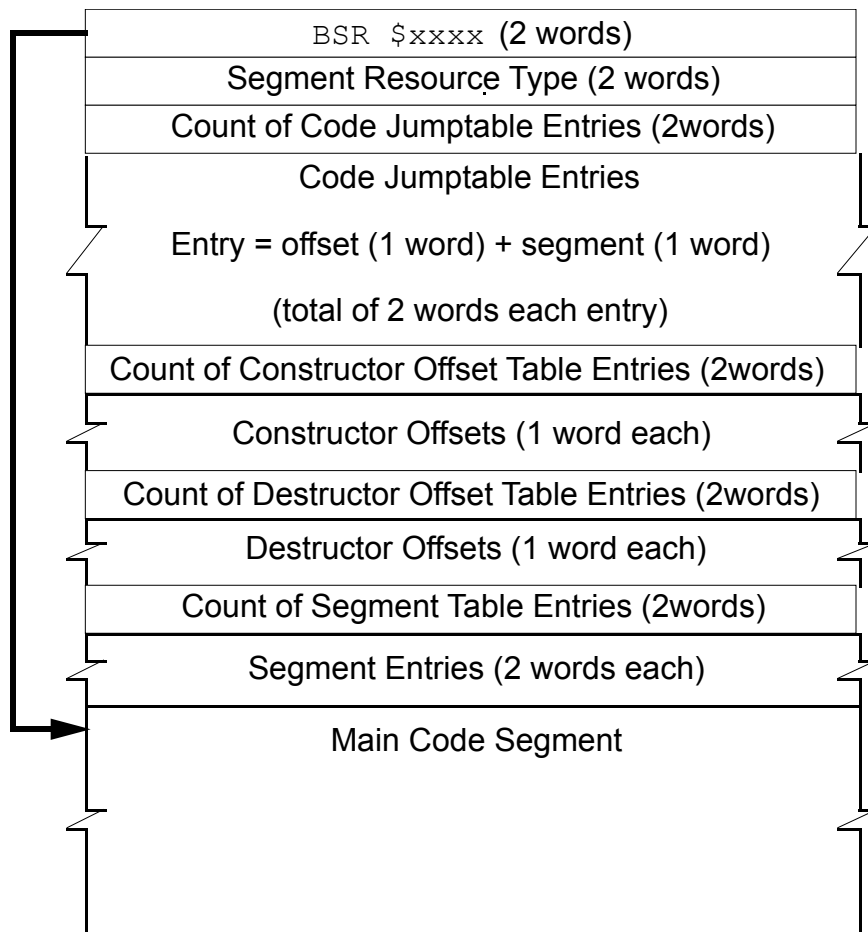 BSR $xxxx (2 words)
Segment Resource Type (2 words)
Count of Code Jumptable Entries (2words)
Code Jumptable Entries
Entry = offset (1 word) + segment (1 word)
(total of 2 words each entry)
Count of Constructor Offset Table Entries (2words)
Constructor Offsets (1 word each)
Count of Destructor Offset Table Entries (2words)
Destructor Offsets (1 word each)
Count of Segment Table Entries (2words)
Segment Entries (2 words each)
Main Code Segment